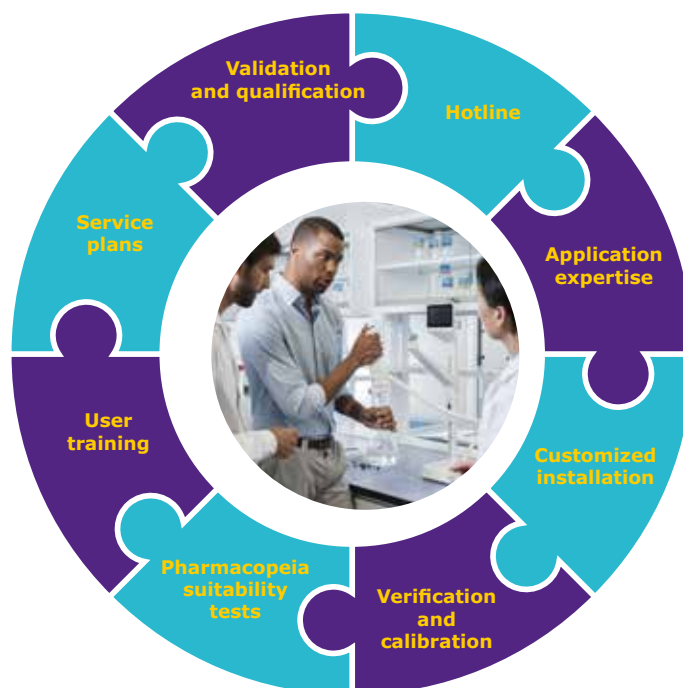 Validation
and qualification
Hotline
Application
expertise
Customized
installation
Verification
and
calibration
Pharmacopeia
suitability
tests
User
training
Service
plans